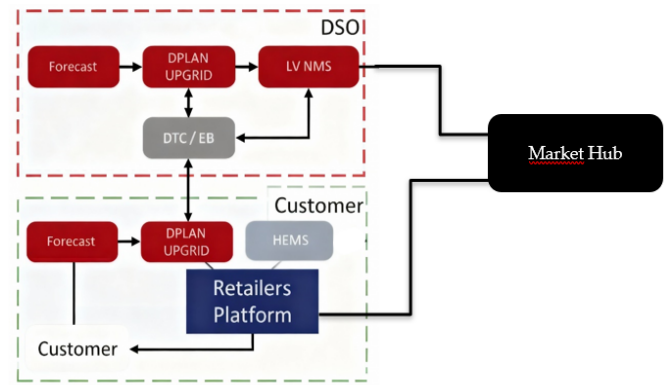 DSO
Forecast
DPLAN
UPGRID
LV NMS
DTC / EB
Market Hub
Customer
Forecast
DPLAN
UPGRID
HEMS
Retailers
Platform
Customer